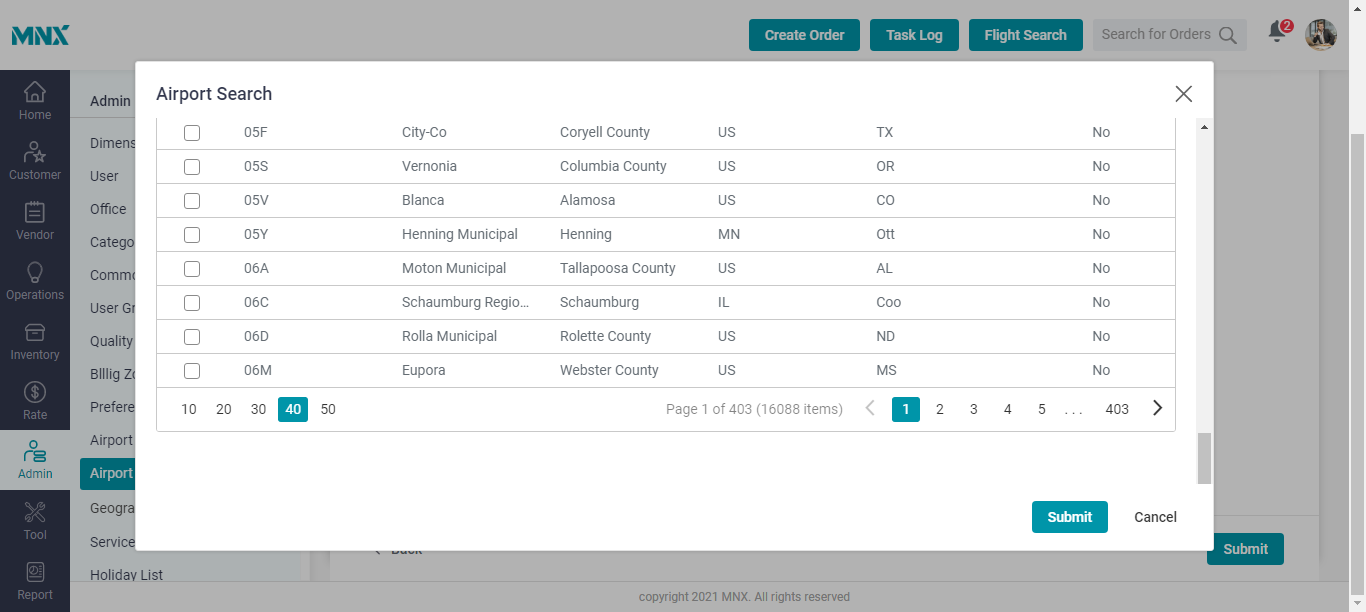 MNX
Create Order
Task Log
Flight Search
Search for Orders
2
Home
Customer
Vendor
Operations
Inventory
$
Rate
Admin
Tool
Report
Admin
Dimens
User
Office
Catego
Commo
User Gr
Quality
Blllig Zo
Prefere
Airport
Airport
Geogra
Service
Holiday List
Airport Search
05F City-Co Coryell County US TX No
05S Vernonia Columbia County US OR No
05V Blanca Alamosa US CO No
05Y Henning Municipal Henning MN Ott No
06A Moton Municipal Tallapoosa County US AL No
06C Schaumburg Regio... Schaumburg IL Coo No
06D Rolla Municipal Rolette County US ND No
06M Eupora Webster County US MS No
10 20 30 40 50 Page 1 of 403 (16088 items) 1 2 3 4 5 . . . 403
Submit Cancel
Back
Submit
copyright 2021 MNX. All rights reserved